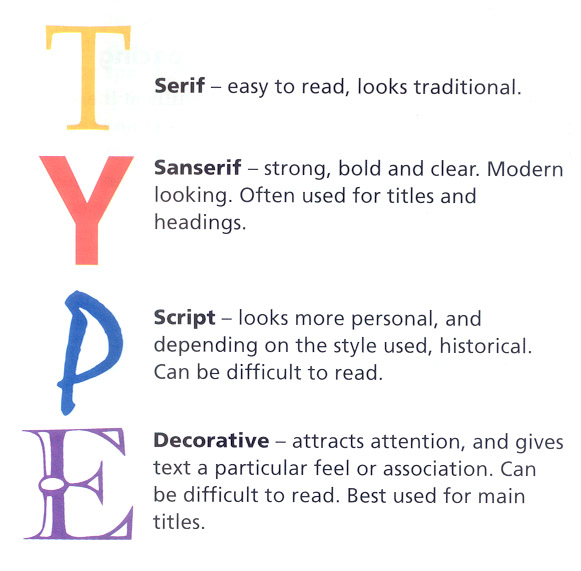 T
Serif – easy to read, looks traditional.
Y
Sanserif – strong, bold and clear. Modern
looking. Often used for titles and
headings.
P
Script – looks more personal, and
depending on the style used, historical.
Can be difficult to read.
E
Decorative – attracts attention, and gives
text a particular feel or association. Can
be difficult to read. Best used for main
titles.